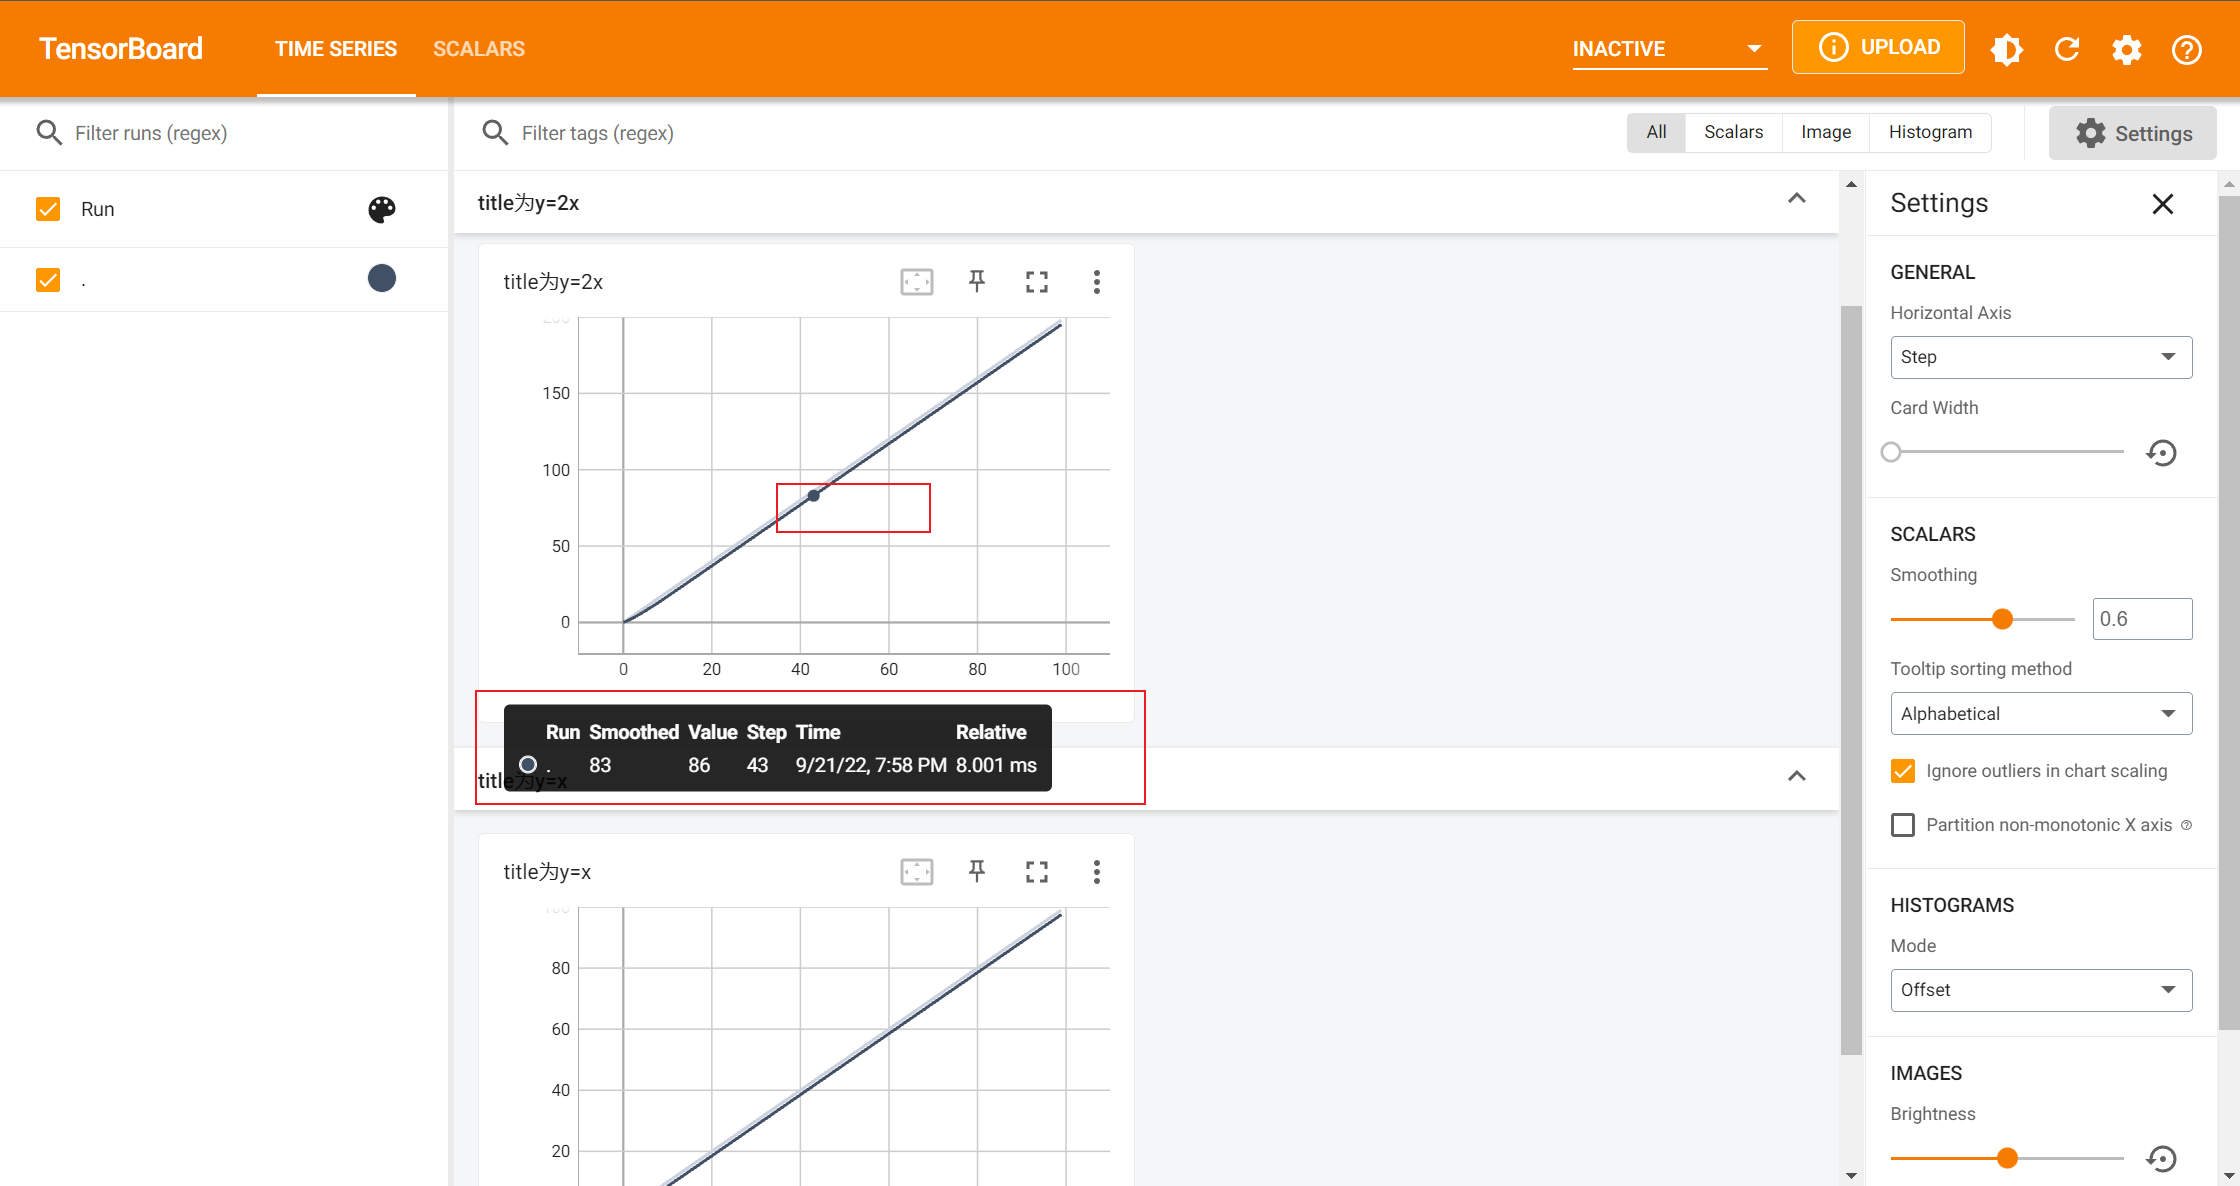 TensorBoard TIME SERIES SCALARS INACTIVE UPLOAD
Filter runs (regex)
Run
.
Filter tags (regex)
All Scalars Image Histogram Settings
title为y=2x
title为y=2x
200
150
100
50
0
0 20 40 60 80 100
Run Smoothed Value Step Time Relative
. 83 86 43 9/21/22, 7:58 PM 8.001 ms
title为y=x
title为y=x
100
80
60
40
20
Settings
GENERAL
Horizontal Axis
Step
Card Width
SCALARS
Smoothing
0.6
Tooltip sorting method
Alphabetical
Ignore outliers in chart scaling
Partition non-monotonic X axis
HISTOGRAMS
Mode
Offset
IMAGES
Brightness